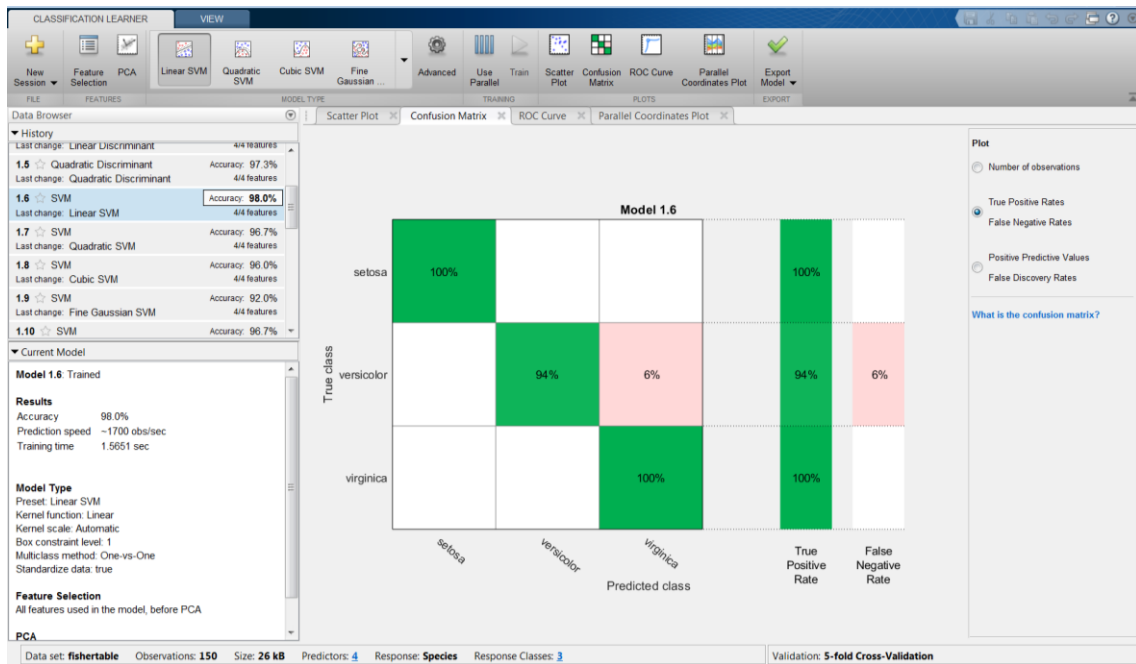 CLASSIFICATION LEARNER VIEW
New Session
Feature Selection
PCA
Linear SVM
Quadratic SVM
Cubic SVM
Fine Gaussian ...
Advanced
Use Parallel
Train
Scatter Plot
Confusion Matrix
ROC Curve
Parallel Coordinates Plot
Export Model
FILE FEATURES MODEL TYPE TRAINING PLOTS EXPORT
Data Browser
Scatter Plot Confusion Matrix ROC Curve Parallel Coordinates Plot
History
Last change: Linear Discriminant 4/4 features
1.5 Quadratic Discriminant Accuracy: 97.3%
Last change: Quadratic Discriminant 4/4 features
1.6 SVM Accuracy: 98.0%
Last change: Linear SVM 4/4 features
1.7 SVM Accuracy: 96.7%
Last change: Quadratic SVM 4/4 features
1.8 SVM Accuracy: 96.0%
Last change: Cubic SVM 4/4 features
1.9 SVM Accuracy: 92.0%
Last change: Fine Gaussian SVM 4/4 features
1.10 SVM Accuracy: 96.7%
Current Model
Model 1.6: Trained
Results
Accuracy 98.0%
Prediction speed ~1700 obs/sec
Training time 1.5651 sec
Model Type
Preset: Linear SVM
Kernel function: Linear
Kernel scale: Automatic
Box constraint level: 1
Multiclass method: One-vs-One
Standardize data: true
Feature Selection
All features used in the model, before PCA
PCA
Model 1.6
True class
setosa 100% 100%
versicolor 94% 6% 94% 6%
virginica 100% 100%
setosa versicolor virginica
Predicted class
True Positive Rate
False Negative Rate
Plot
Number of observations
True Positive Rates
False Negative Rates
Positive Predictive Values
False Discovery Rates
What is the confusion matrix?
Data set: fishertable Observations: 150 Size: 26 kB Predictors: 4 Response: Species Response Classes: 3 Validation: 5-fold Cross-Validation